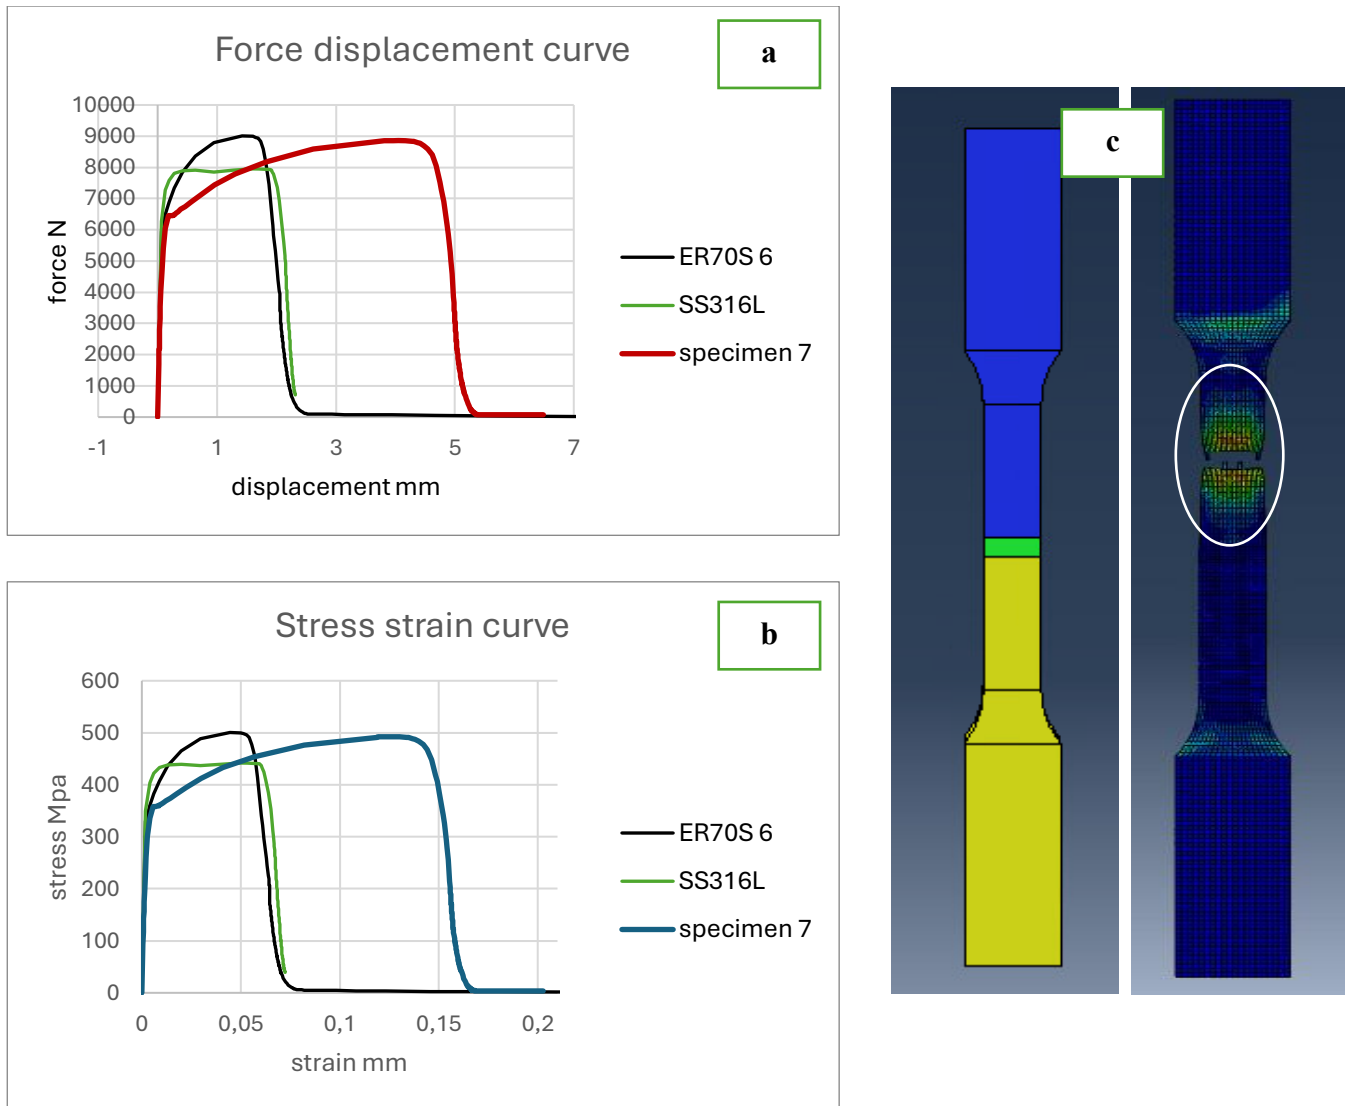 Force displacement curve
a
10000
9000
8000
7000
6000
5000
4000
3000
2000
1000
0
-1 1 3 5 7
force N
displacement mm
ER70S 6
SS316L
specimen 7
Stress strain curve
b
600
500
400
300
200
100
0
0 0,05 0,1 0,15 0,2
stress Mpa
strain mm
ER70S 6
SS316L
specimen 7
c